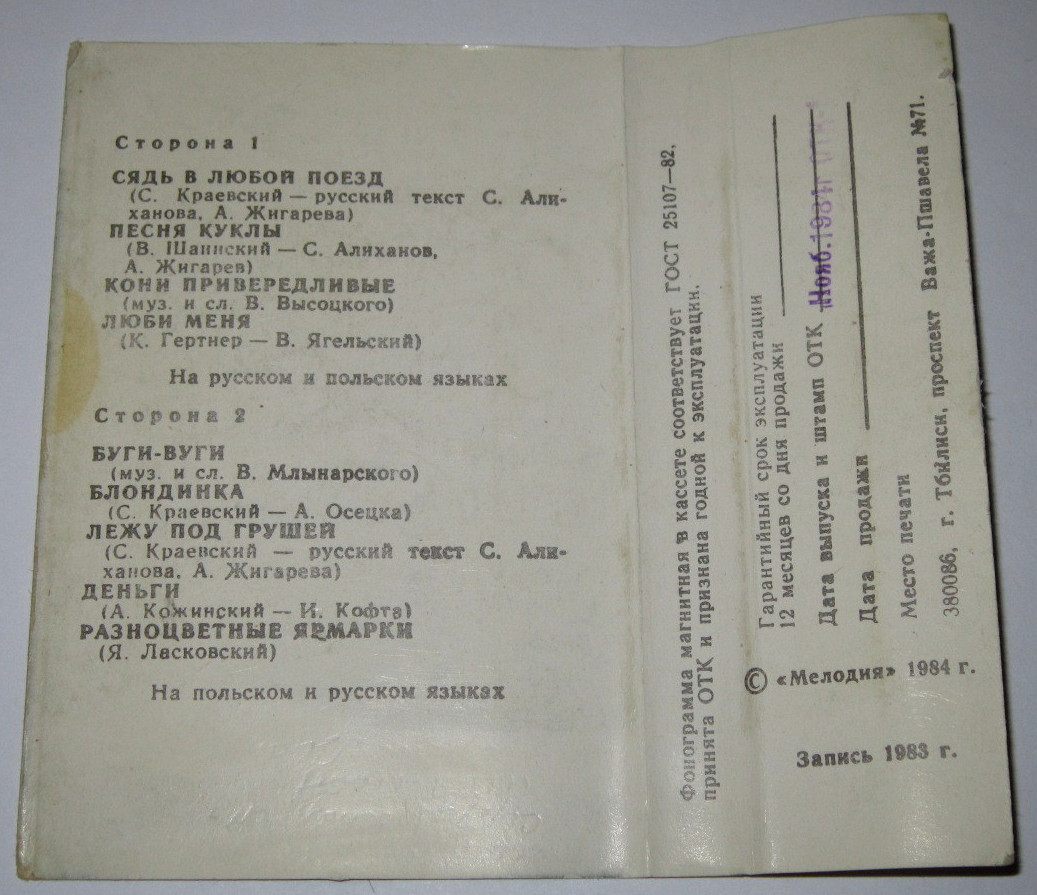 Сторона 1
СЯДЬ В ЛЮБОЙ ПОЕЗД
(С. Краевский — русский текст С. Али-
ханова, А. Жигарева)
ПЕСНЯ КУКЛЫ
(В. Шаинский — С. Алиханов,
А. Жигарев)
КОНИ ПРИВЕРЕДЛИВЫЕ
(муз. и сл. В. Высоцкого)
ЛЮБИ МЕНЯ
(К. Гертнер — В. Ягельский)
На русском и польском языках
Сторона 2
БУГИ-ВУГИ
(муз. и сл. В. Млынарского)
БЛОНДИНКА
(С. Краевский — А. Осецка)
ЛЕЖУ ПОД ГРУШЕЙ
(С. Краевский — русский текст С. Али-
ханова, А. Жигарева)
ДЕНЬГИ
(А. Кожинский — И. Кофта)
РАЗНОЦВЕТНЫЕ ЯРМАРКИ
(Я. Ласковский)
На польском и русском языках
Фонограмма магнитная в кассете соответствует ГОСТ 25107—82,
принята ОТК и признана годной к эксплуатации.
Гарантийный срок эксплуатации
12 месяцев со дня продажи
Дата выпуска и штамп ОТК Нояб. 1984
Дата продажи
Место печати
380086, г. Тбилиси, проспект Важа-Пшавела №71.
© «Мелодия» 1984 г.
Запись 1983 г.